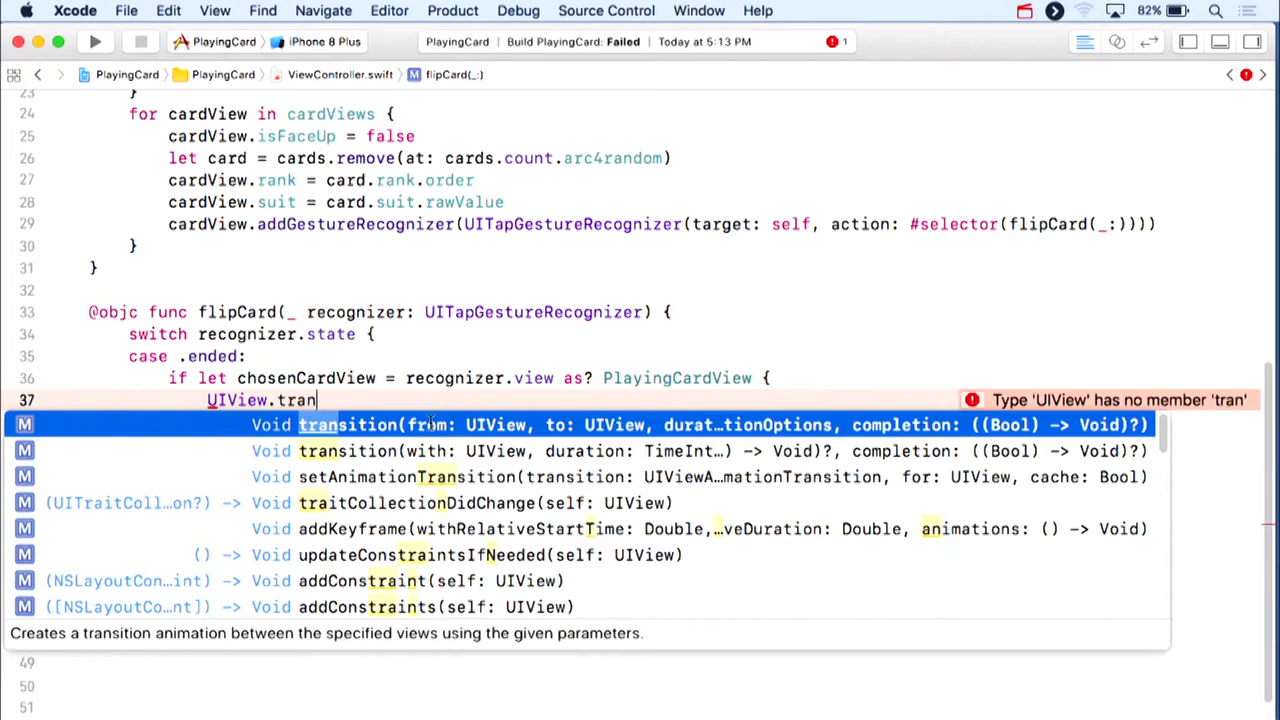 Xcode File Edit View Find Navigate Editor Product Debug Source Control Window Help 82%
PlayingCard iPhone 8 Plus PlayingCard | Build PlayingCard: Failed | Today at 5:13 PM 1
PlayingCard PlayingCard ViewController.swift M flipCard(_:)
23 }
24 for cardView in cardViews {
25 cardView.isFaceUp = false
26 let card = cards.remove(at: cards.count.arc4random)
27 cardView.rank = card.rank.order
28 cardView.suit = card.suit.rawValue
29 cardView.addGestureRecognizer(UITapGestureRecognizer(target: self, action: #selector(flipCard(_:))))
30 }
31 }
32
33 @objc func flipCard(_ recognizer: UITapGestureRecognizer) {
34 switch recognizer.state {
35 case .ended:
36 if let chosenCardView = recognizer.view as? PlayingCardView {
37 UIView.tran Type 'UIView' has no member 'tran'
M Void transition(from: UIView, to: UIView, durat…tionOptions, completion: ((Bool) -> Void)?)
M Void transition(with: UIView, duration: TimeInt…) -> Void)?, completion: ((Bool) -> Void)?)
M Void setAnimationTransition(transition: UIViewA…mationTransition, for: UIView, cache: Bool)
M (UITraitColl…on?) -> Void traitCollectionDidChange(self: UIView)
M Void addKeyframe(withRelativeStartTime: Double,…veDuration: Double, animations: () -> Void)
M () -> Void updateConstraintsIfNeeded(self: UIView)
M (NSLayoutCon…int) -> Void addConstraint(self: UIView)
M ([NSLayoutCo…nt]) -> Void addConstraints(self: UIView)
Creates a transition animation between the specified views using the given parameters.
49
50
51